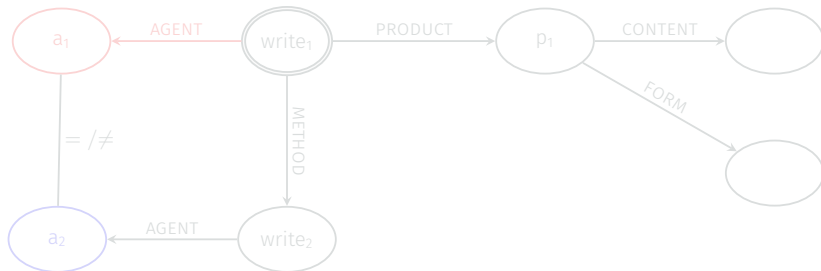 a₁ AGENT write₁ PRODUCT p₁ CONTENT
FORM
METHOD
= /≠
a₂ AGENT write₂